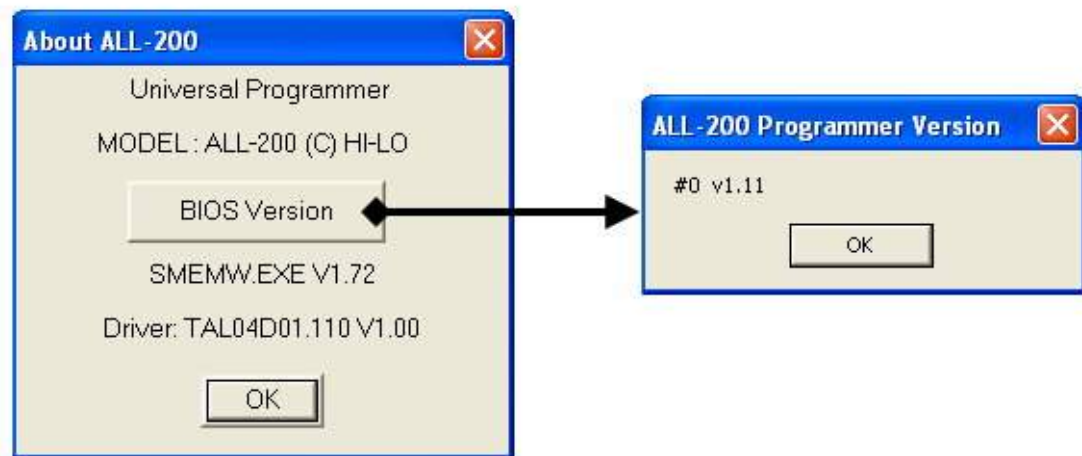 About ALL-200
Universal Programmer
MODEL : ALL-200 (C) HI-LO
BIOS Version
SMEMW.EXE V1.72
Driver: TAL04D01.110 V1.00
OK
ALL-200 Programmer Version
#0 v1.11
OK